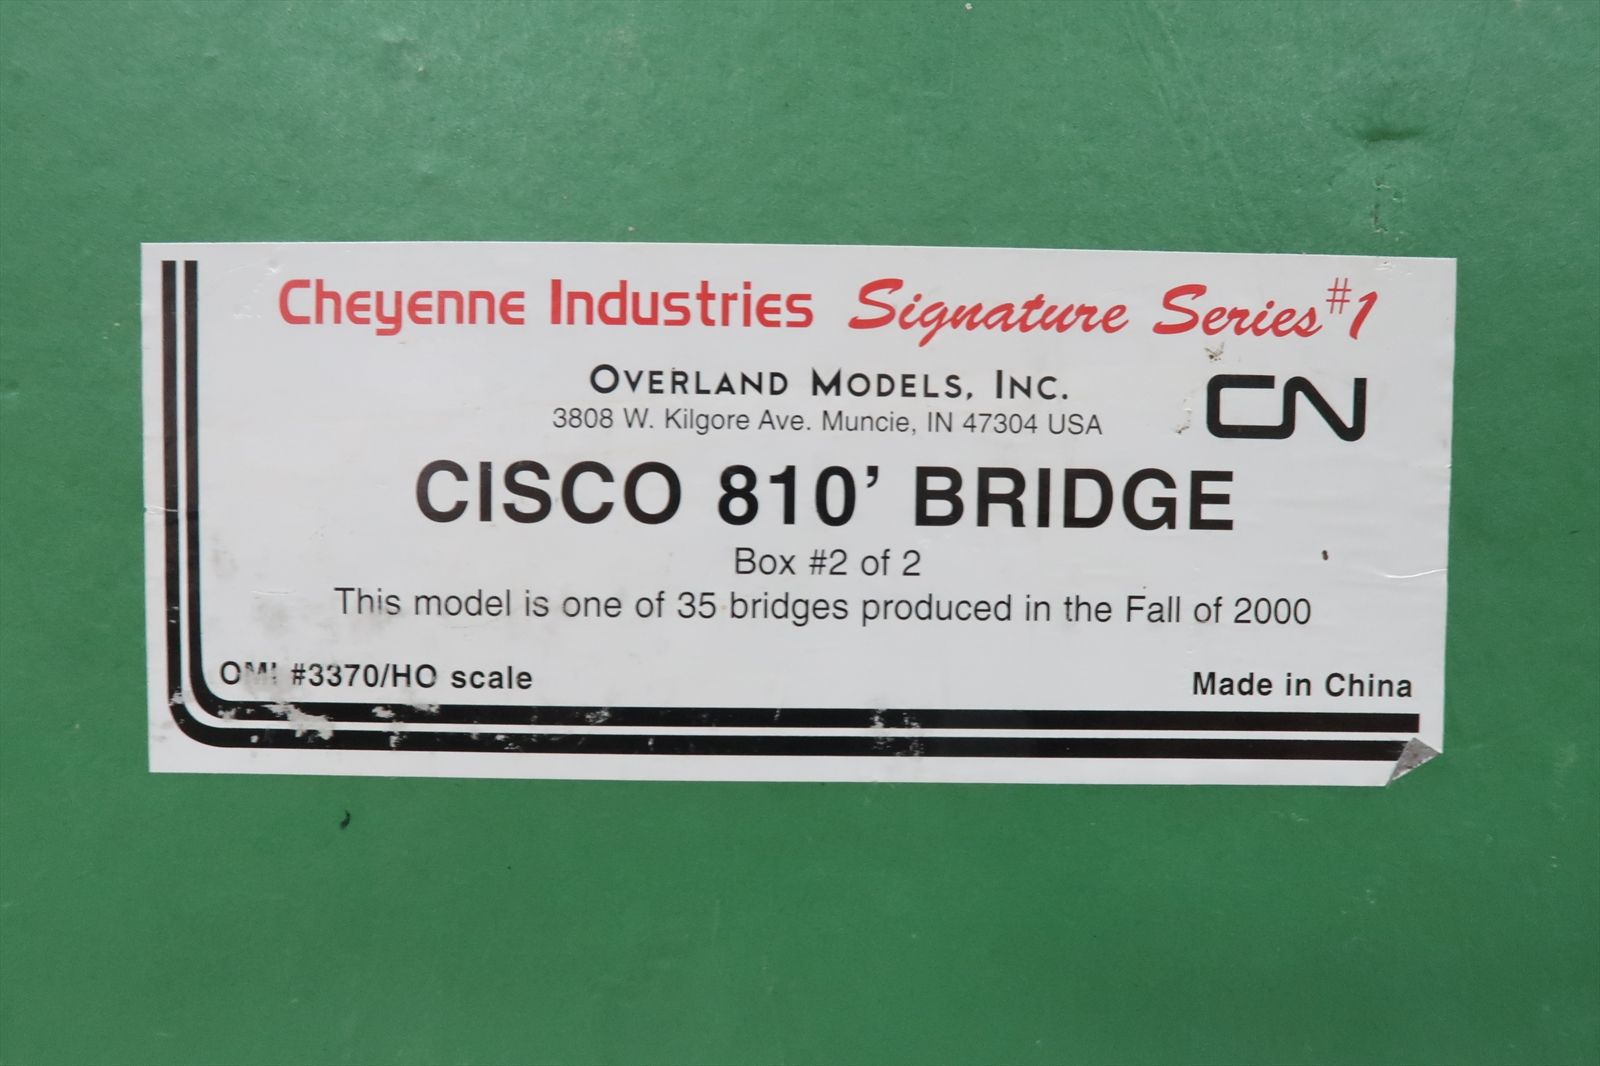 Cheyenne Industries Signature Series #1
OVERLAND MODELS, INC.
3808 W. Kilgore Ave. Muncie, IN 47304 USA
CN
CISCO 810' BRIDGE
Box #2 of 2
This model is one of 35 bridges produced in the Fall of 2000
OMI #3370/HO scale
Made in China